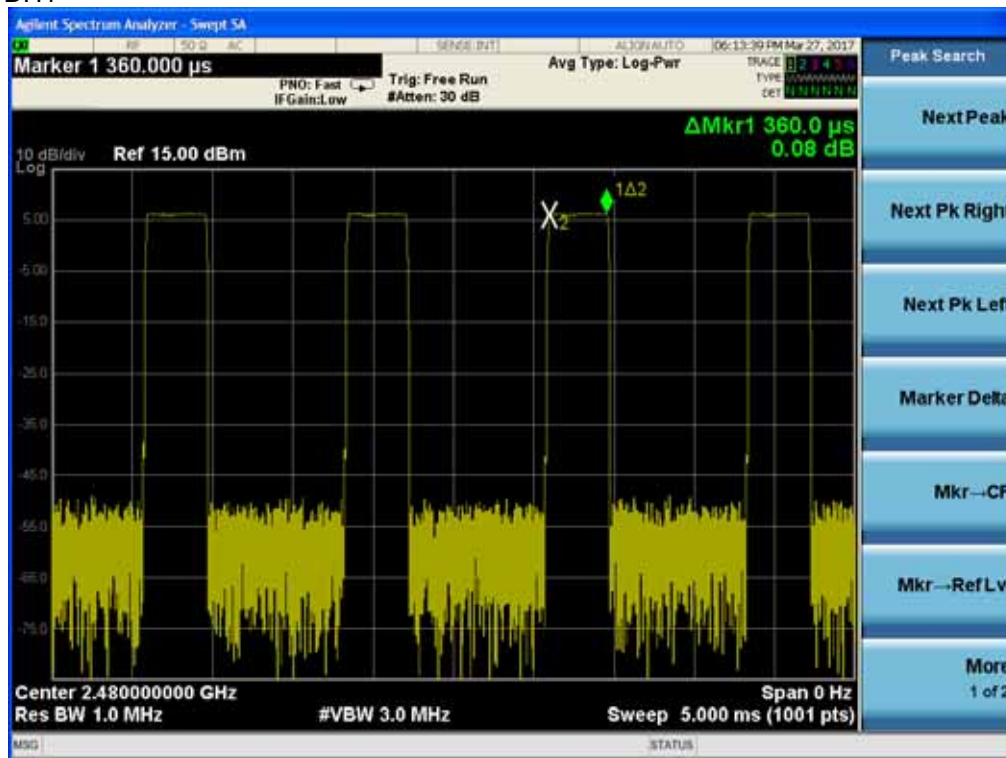 Agilent Spectrum Analyzer - Swept SA
RF 50 Ω AC SENSE:INT ALIGN AUTO 06:13:39 PM Mar 27, 2017
Marker 1 360.000 µs
PNO: Fast
IFGain:Low
Trig: Free Run
#Atten: 30 dB
Avg Type: Log-Pwr
TRACE 1 2 3 4 5 6
TYPE
DET N N N N N N
Peak Search
ΔMkr1 360.0 µs
0.08 dB
10 dB/div Ref 15.00 dBm
Log
1Δ2
X2
5.00
-5.00
-15.0
-25.0
-35.0
-45.0
-55.0
-65.0
-75.0
Center 2.480000000 GHz
Span 0 Hz
Res BW 1.0 MHz
#VBW 3.0 MHz
Sweep 5.000 ms (1001 pts)
MSG
STATUS
Next Peak
Next Pk Right
Next Pk Left
Marker Delta
Mkr→CF
Mkr→Ref Lv
More
1 of 2